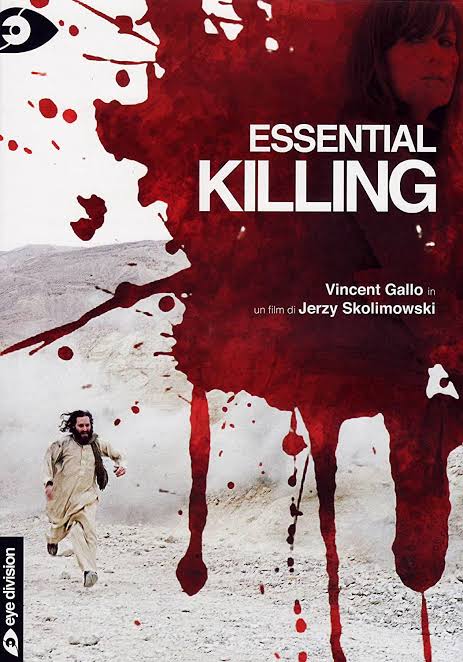 ESSENTIAL
KILLING
Vincent Gallo in
un film di Jerzy Skolimowski
eye division